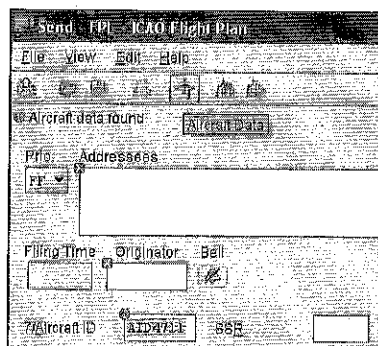 Send FPL - ICAO Flight Plan
File View Edit Help
Aircraft data found Aircraft Data
Prio Addressees
FF
Filing Time Originator Bell
7/Aircraft ID AID4711 SSR